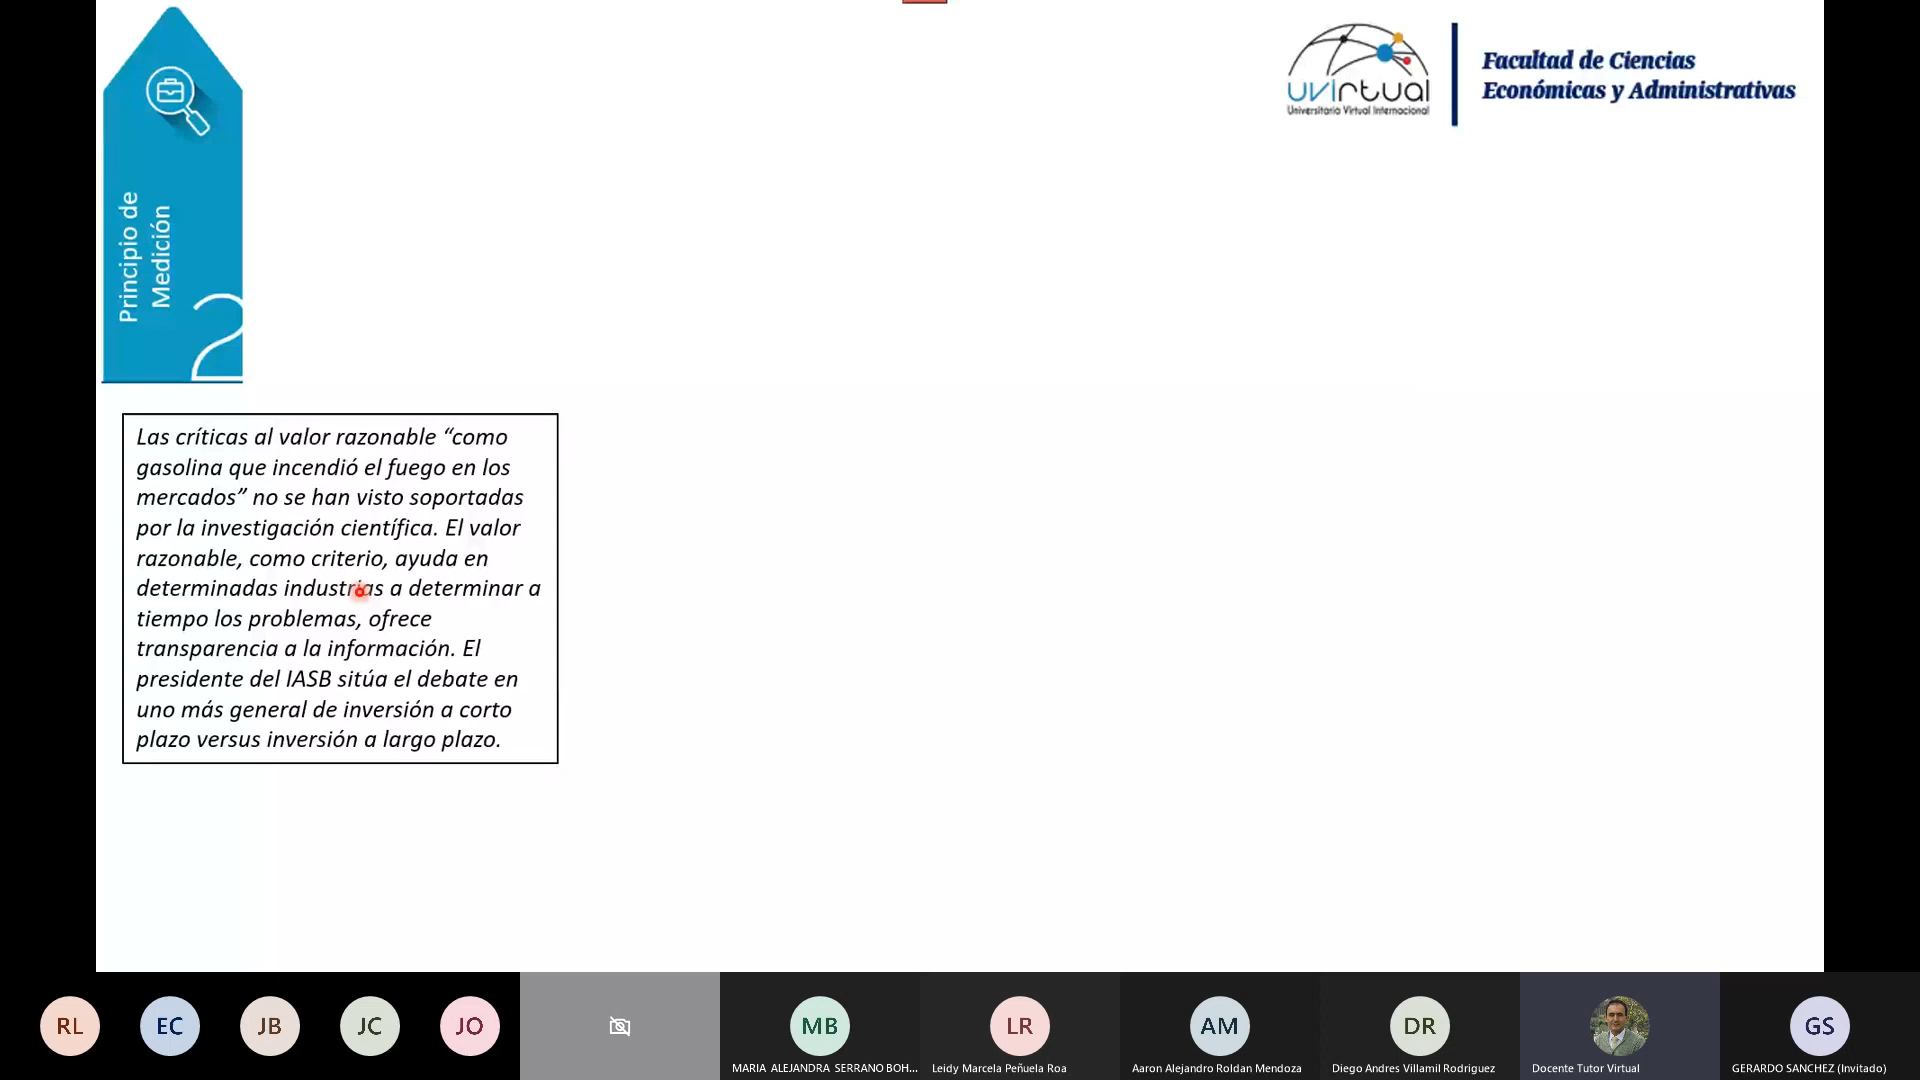 Principio de
Medición
2
uvirtual
Universitaria Virtual Internacional
Facultad de Ciencias
Económicas y Administrativas
Las críticas al valor razonable “como
gasolina que incendió el fuego en los
mercados” no se han visto soportadas
por la investigación científica. El valor
razonable, como criterio, ayuda en
determinadas industrias a determinar a
tiempo los problemas, ofrece
transparencia a la información. El
presidente del IASB sitúa el debate en
uno más general de inversión a corto
plazo versus inversión a largo plazo.
RL
EC
JB
JC
JO
MB
LR
AM
DR
GS
MARIA ALEJANDRA SERRANO BOH...
Leidy Marcela Peñuela Roa
Aaron Alejandro Roldan Mendoza
Diego Andres Villamil Rodriguez
Docente Tutor Virtual
GERARDO SANCHEZ (Invitado)